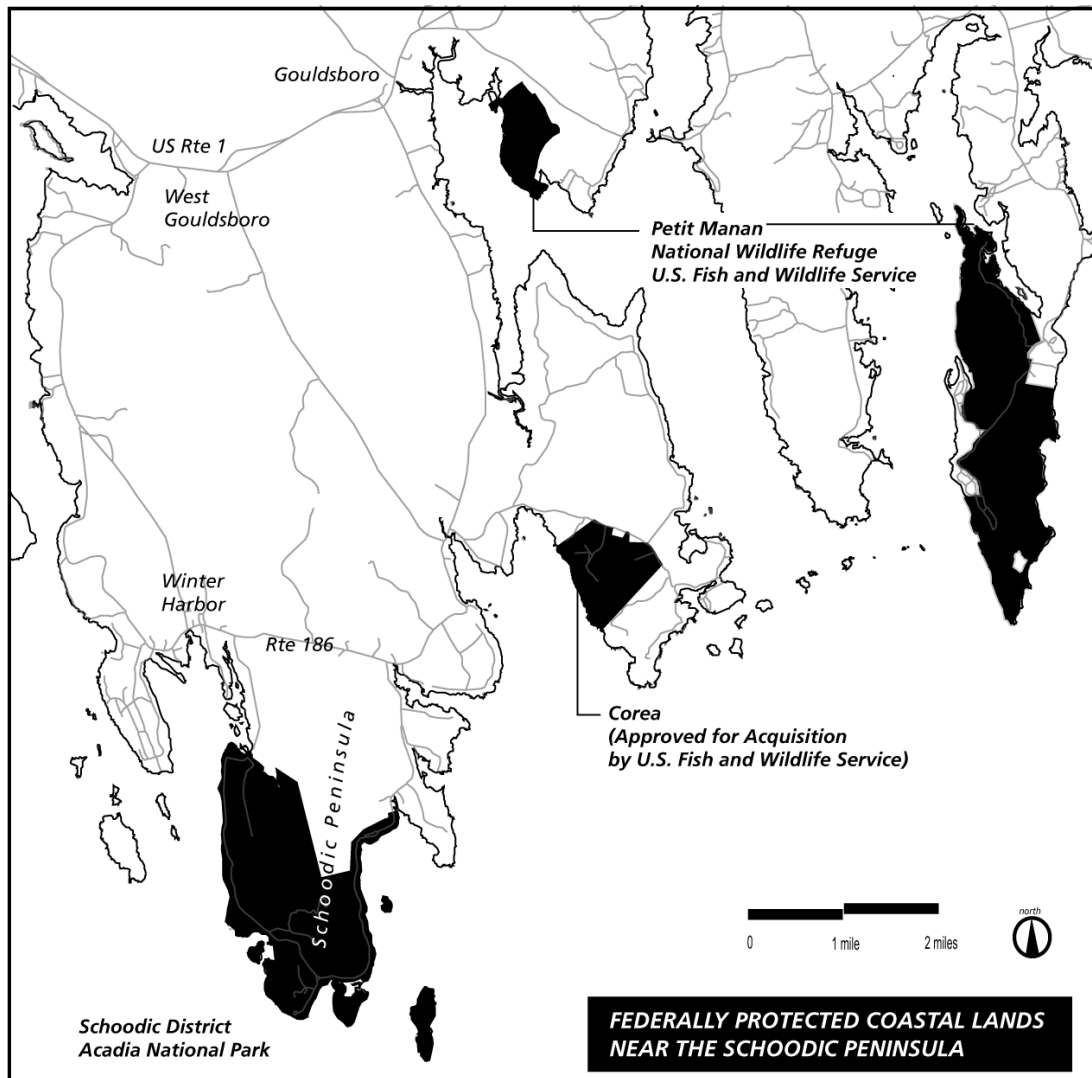 Gouldsboro
US Rte 1
West
Gouldsboro
Petit Manan
National Wildlife Refuge
U.S. Fish and Wildlife Service
Winter
Harbor
Rte 186
Corea
(Approved for Acquisition
by U.S. Fish and Wildlife Service)
Schoodic Peninsula
north
0 1 mile 2 miles
Schoodic District
Acadia National Park
FEDERALLY PROTECTED COASTAL LANDS
NEAR THE SCHOODIC PENINSULA